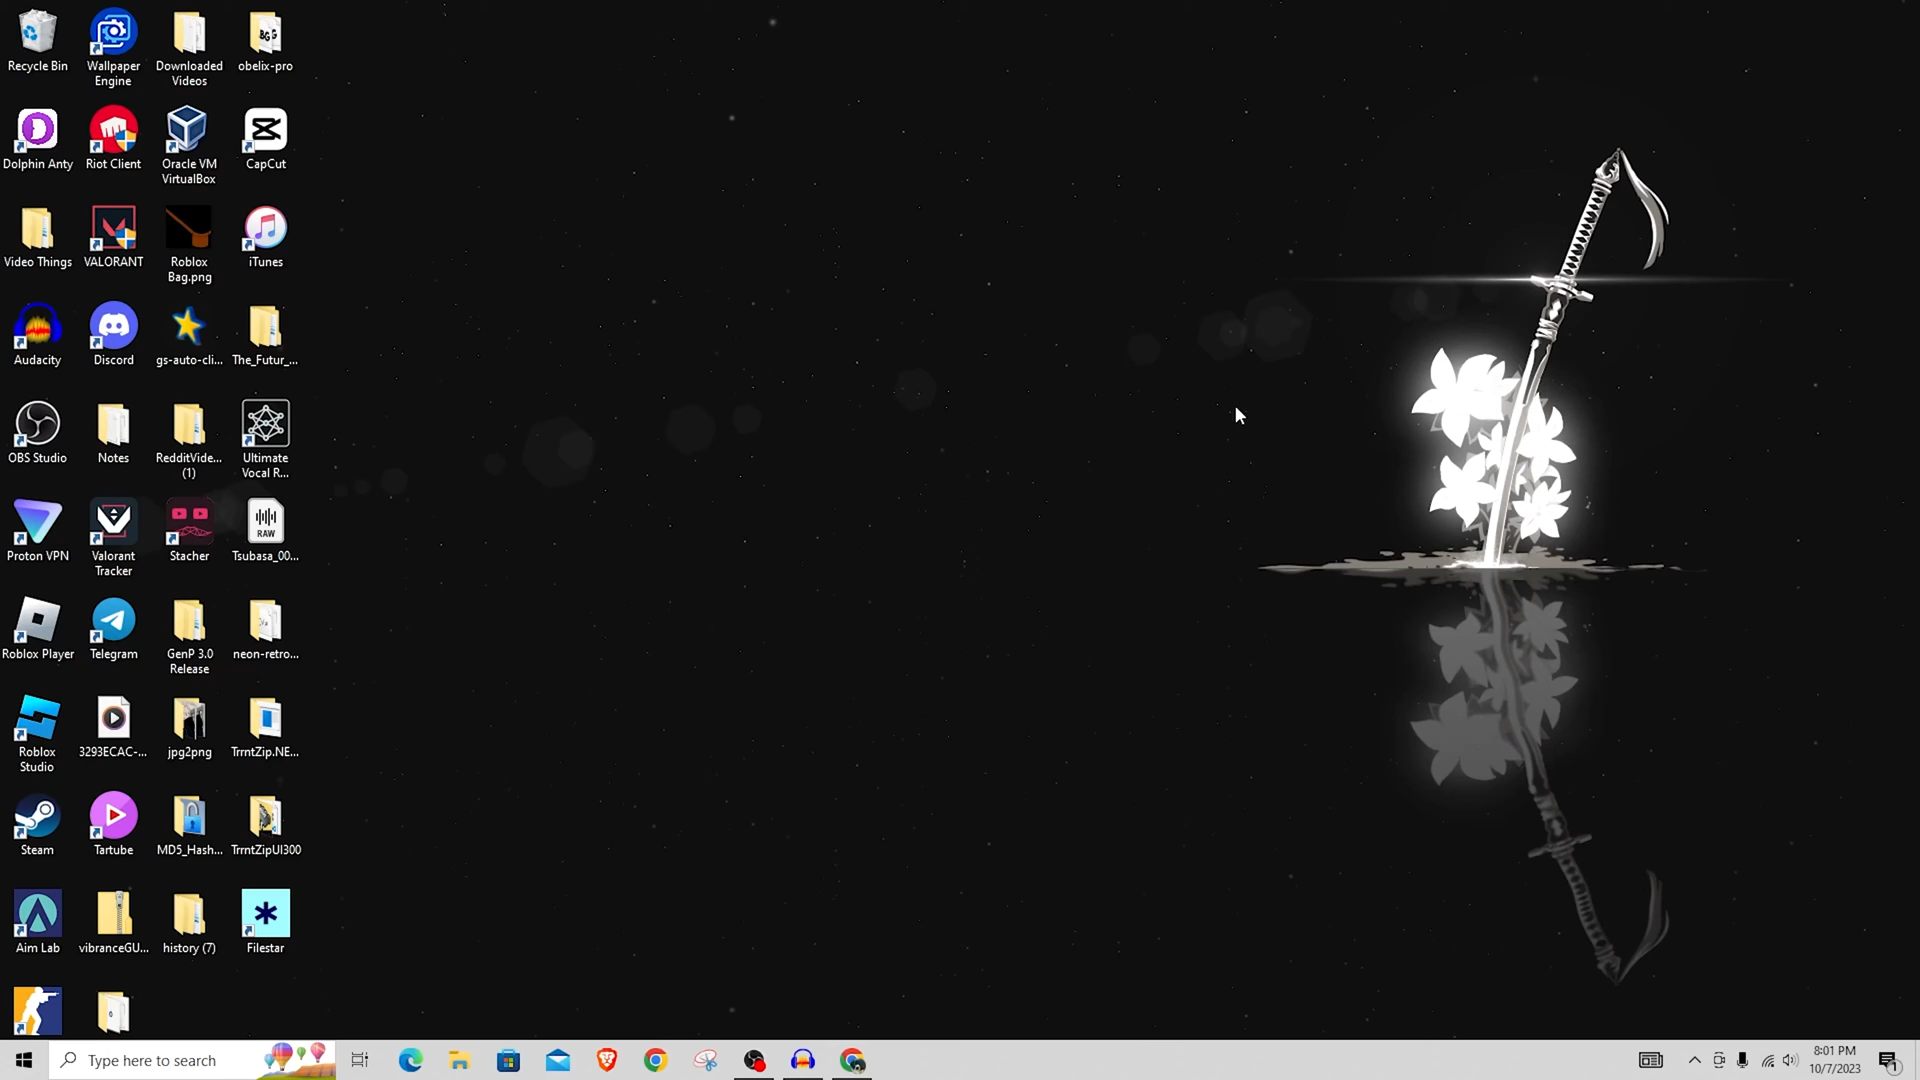 Recycle Bin
Wallpaper
Engine
Downloaded
Videos
BG G
obelix-pro
Dolphin Anty
Riot Client
Oracle VM
VirtualBox
CapCut
Video Things
VALORANT
Roblox
Bag.png
iTunes
Audacity
Discord
gs-auto-cli...
The_Futur_...
OBS Studio
Notes
RedditVide...
(1)
Ultimate
Vocal R...
Proton VPN
Valorant
Tracker
Stacher
RAW
Tsubasa_00...
Roblox Player
Telegram
GenP 3.0
Release
neon-retro...
Roblox
Studio
3293ECAC-...
jpg2png
TrrntZip.NE...
Steam
Tartube
MD5_Hash...
TrrntZipUI300
Aim Lab
vibranceGU...
history (7)
Filestar
Type here to search
8:01 PM
10/7/2023
1